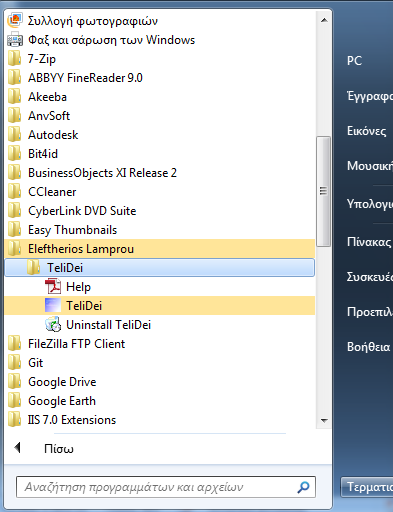 Συλλογή φωτογραφιών
Φαξ και σάρωση των Windows
7-Zip
ABBYY FineReader 9.0
Akeeba
AnvSoft
Autodesk
Bit4id
BusinessObjects XI Release 2
CCleaner
CyberLink DVD Suite
Easy Thumbnails
Eleftherios Lamprou
TeliDei
Help
TeliDei
Uninstall TeliDei
FileZilla FTP Client
Git
Google Drive
Google Earth
IIS 7.0 Extensions
Πίσω
Αναζήτηση προγραμμάτων και αρχείων
PC
Έγγραφα
Εικόνες
Μουσική
Υπολογισ
Πίνακας
Συσκευές
Προεπιλ
Βοήθεια
Τερματισ